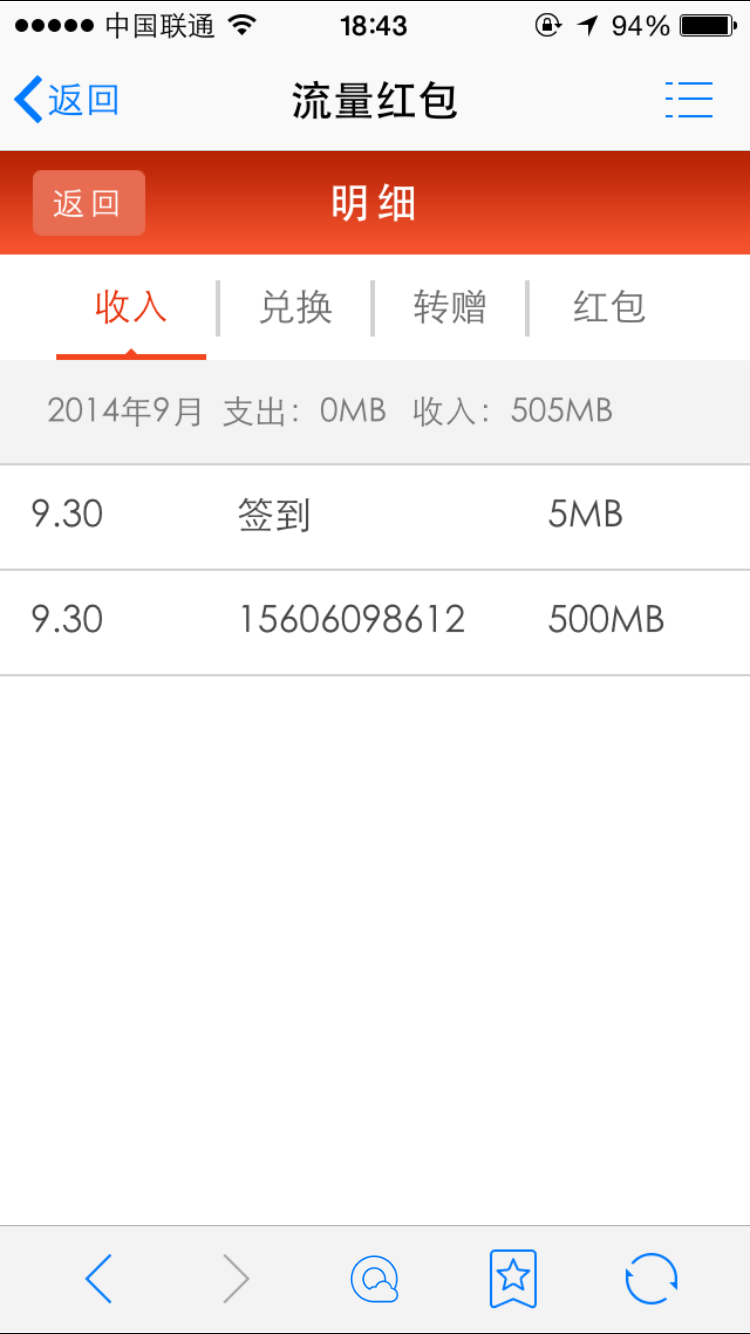 中国联通 18:43 94%
返回 流量红包
返回 明细
收入 兑换 转赠 红包
2014年9月 支出：0MB 收入：505MB
9.30 签到 5MB
9.30 15606098612 500MB